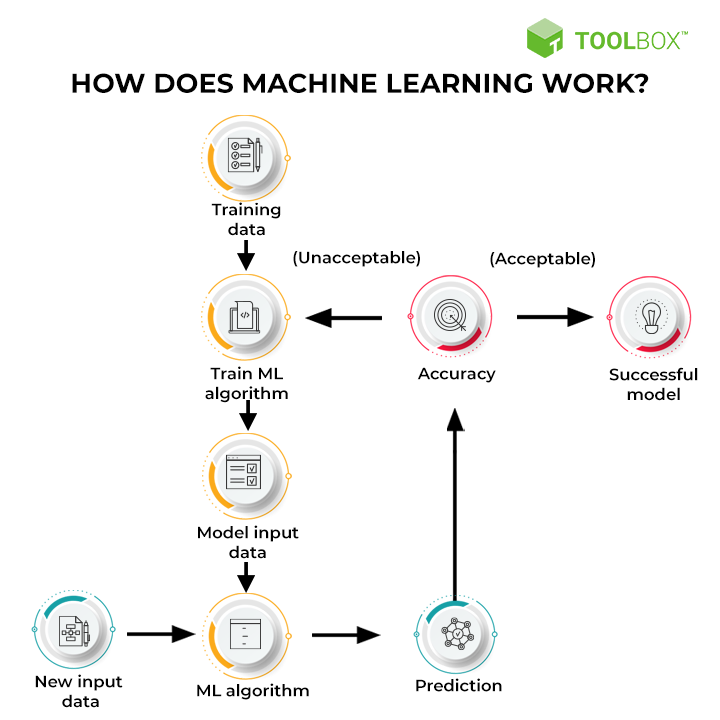 TOOLBOX™
HOW DOES MACHINE LEARNING WORK?
Training
data
(Unacceptable)
(Acceptable)
Train ML
algorithm
Accuracy
Successful
model
Model input
data
New input
data
ML algorithm
Prediction